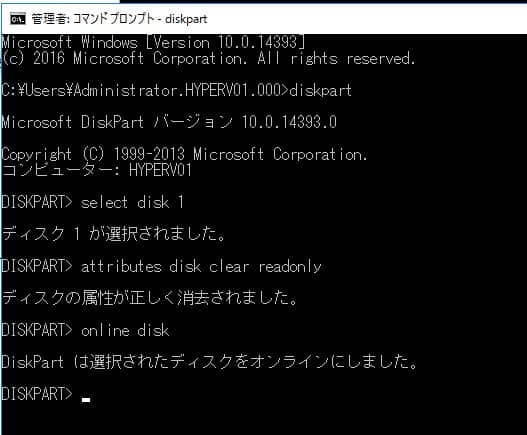 管理者: コマンドプロンプト - diskpart
Microsoft Windows [Version 10.0.14393]
(c) 2016 Microsoft Corporation. All rights reserved.
C:¥Users¥Administrator.HYPERV01.000>diskpart
Microsoft DiskPart バージョン 10.0.14393.0
Copyright (C) 1999-2013 Microsoft Corporation.
コンピューター: HYPERV01
DISKPART> select disk 1
ディスク 1 が選択されました。
DISKPART> attributes disk clear readonly
ディスクの属性が正しく消去されました。
DISKPART> online disk
DiskPart は選択されたディスクをオンラインにしました。
DISKPART>